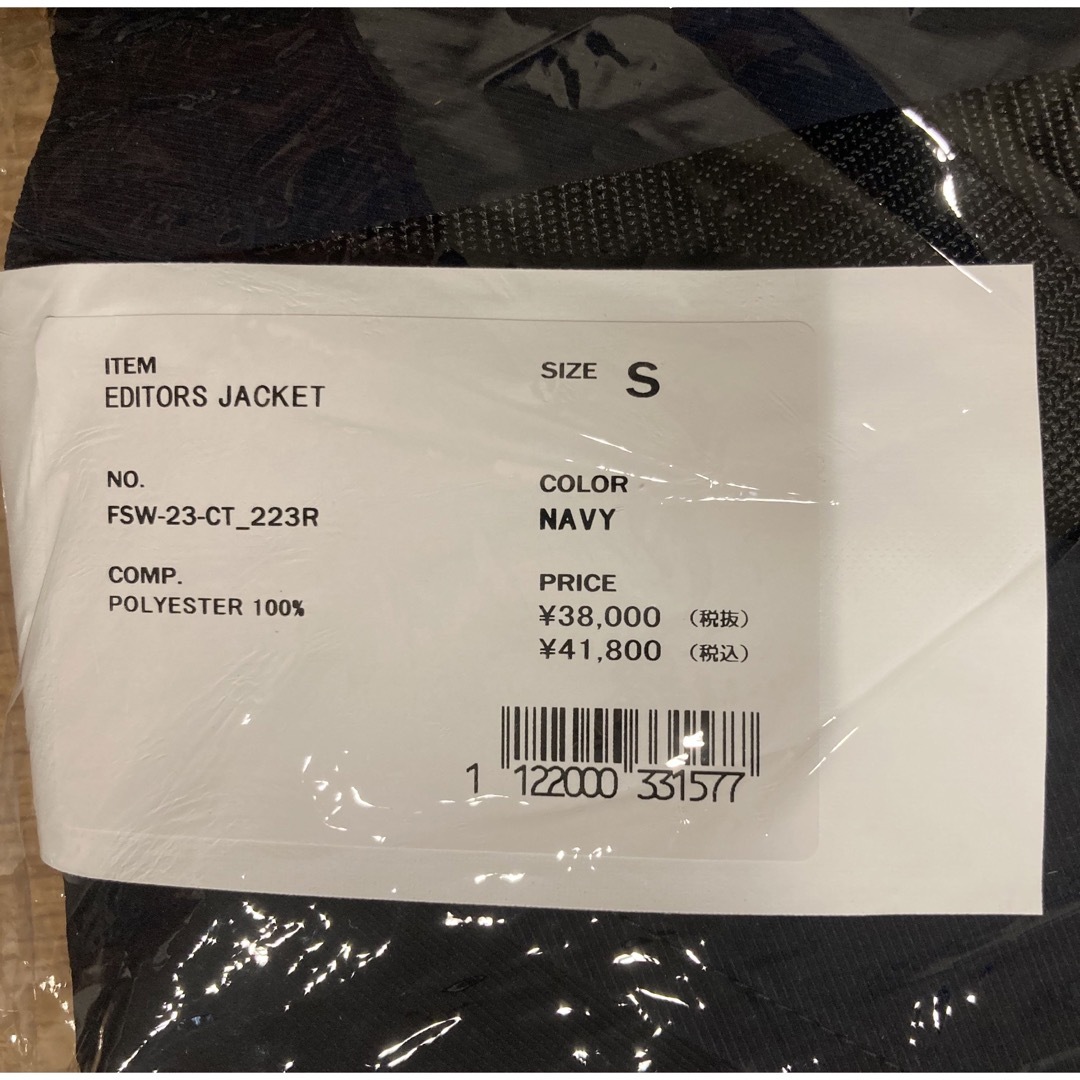 ITEM
EDITORS JACKET
SIZE S
NO.
FSW-23-CT_223R
COLOR
NAVY
COMP.
POLYESTER 100%
PRICE
¥38,000 (税抜)
¥41,800 (税込)
1 122000 331577